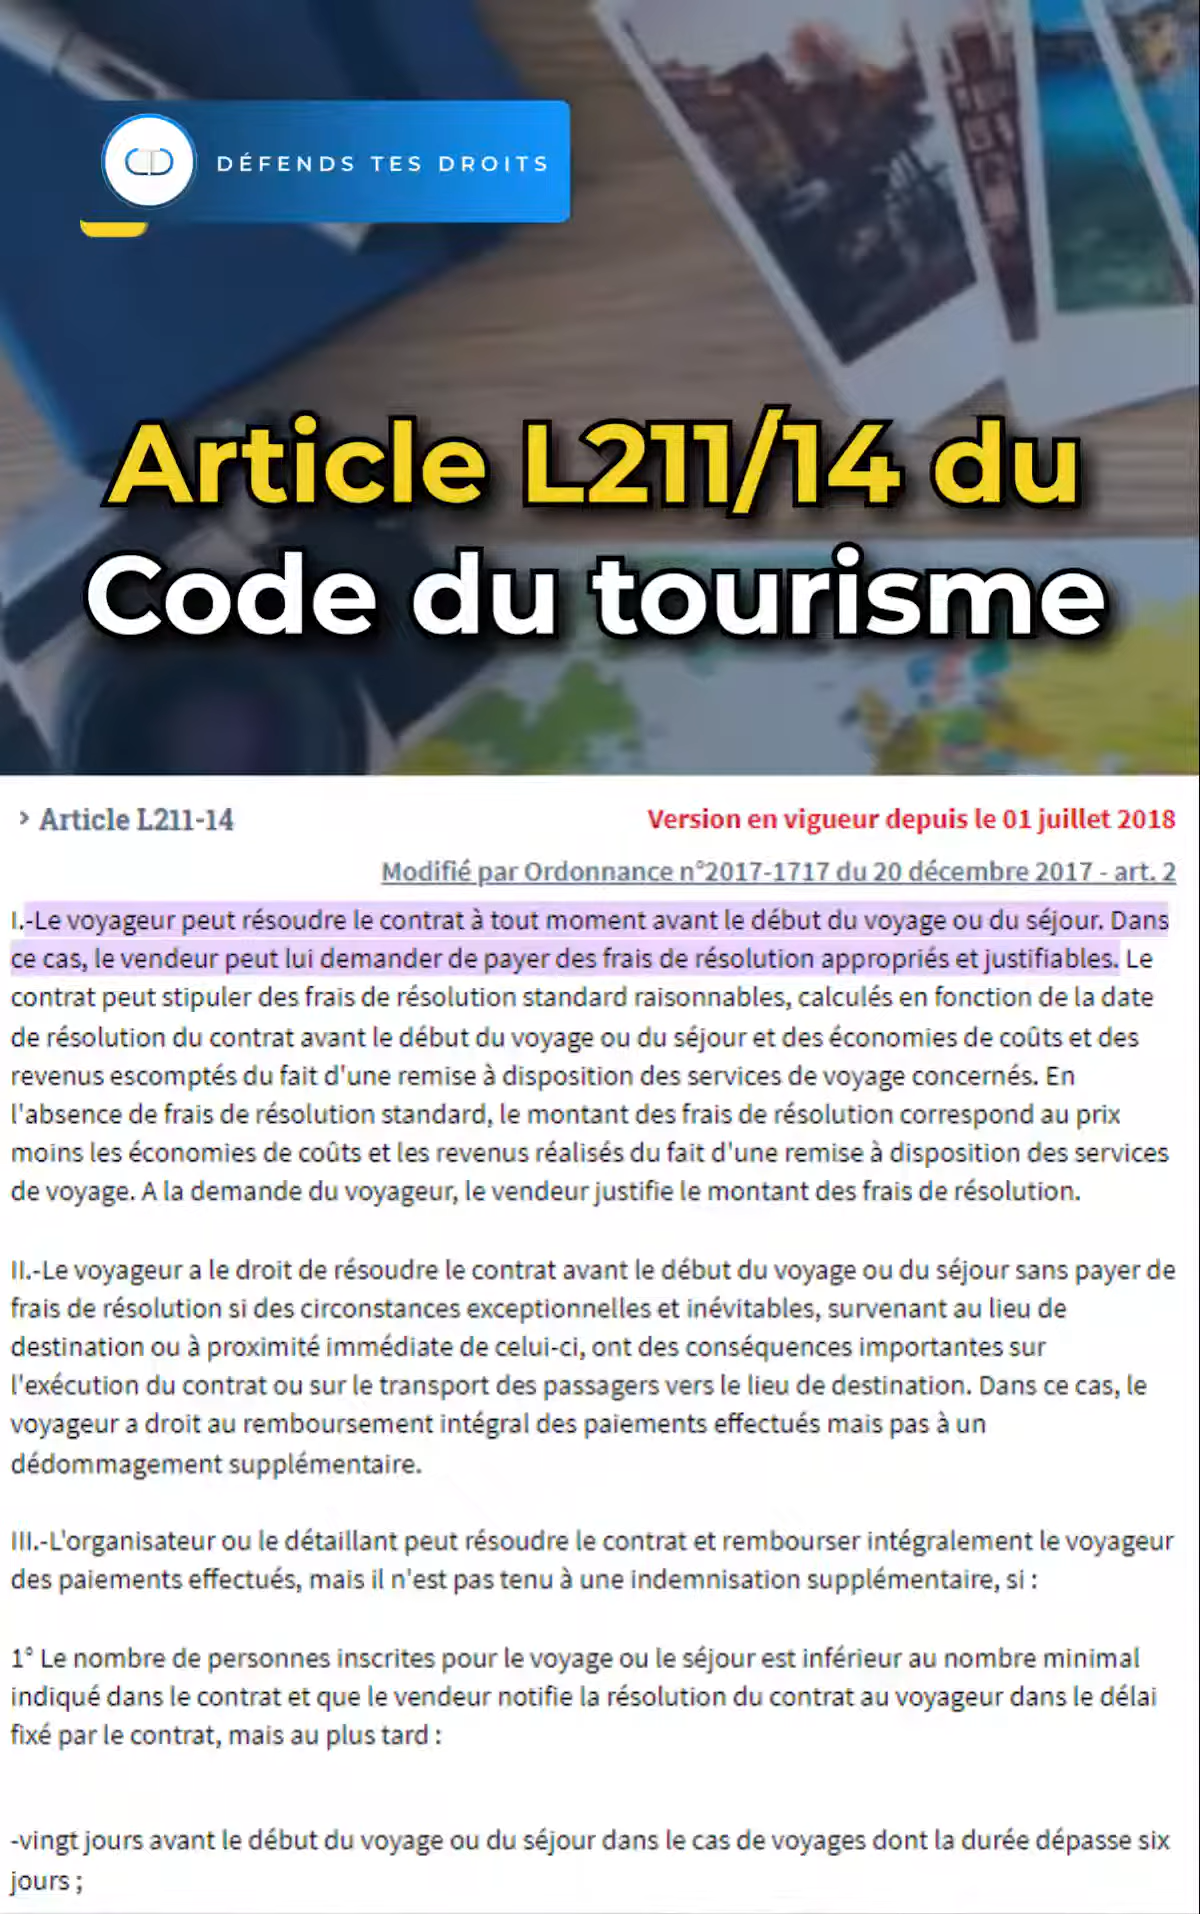 DÉFENDS TES DROITS
Article L211/14 du
Code du tourisme
Article L211-14
Version en vigueur depuis le 01 juillet 2018
Modifié par Ordonnance n°2017-1717 du 20 décembre 2017 - art. 2
I.-Le voyageur peut résoudre le contrat à tout moment avant le début du voyage ou du séjour. Dans
ce cas, le vendeur peut lui demander de payer des frais de résolution appropriés et justifiables. Le
contrat peut stipuler des frais de résolution standard raisonnables, calculés en fonction de la date
de résolution du contrat avant le début du voyage ou du séjour et des économies de coûts et des
revenus escomptés du fait d'une remise à disposition des services de voyage concernés. En
l'absence de frais de résolution standard, le montant des frais de résolution correspond au prix
moins les économies de coûts et les revenus réalisés du fait d'une remise à disposition des services
de voyage. A la demande du voyageur, le vendeur justifie le montant des frais de résolution.
II.-Le voyageur a le droit de résoudre le contrat avant le début du voyage ou du séjour sans payer de
frais de résolution si des circonstances exceptionnelles et inévitables, survenant au lieu de
destination ou à proximité immédiate de celui-ci, ont des conséquences importantes sur
l'exécution du contrat ou sur le transport des passagers vers le lieu de destination. Dans ce cas, le
voyageur a droit au remboursement intégral des paiements effectués mais pas à un
dédommagement supplémentaire.
III.-L'organisateur ou le détaillant peut résoudre le contrat et rembourser intégralement le voyageur
des paiements effectués, mais il n'est pas tenu à une indemnisation supplémentaire, si :
1° Le nombre de personnes inscrites pour le voyage ou le séjour est inférieur au nombre minimal
indiqué dans le contrat et que le vendeur notifie la résolution du contrat au voyageur dans le délai
fixé par le contrat, mais au plus tard :
-vingt jours avant le début du voyage ou du séjour dans le cas de voyages dont la durée dépasse six
jours ;